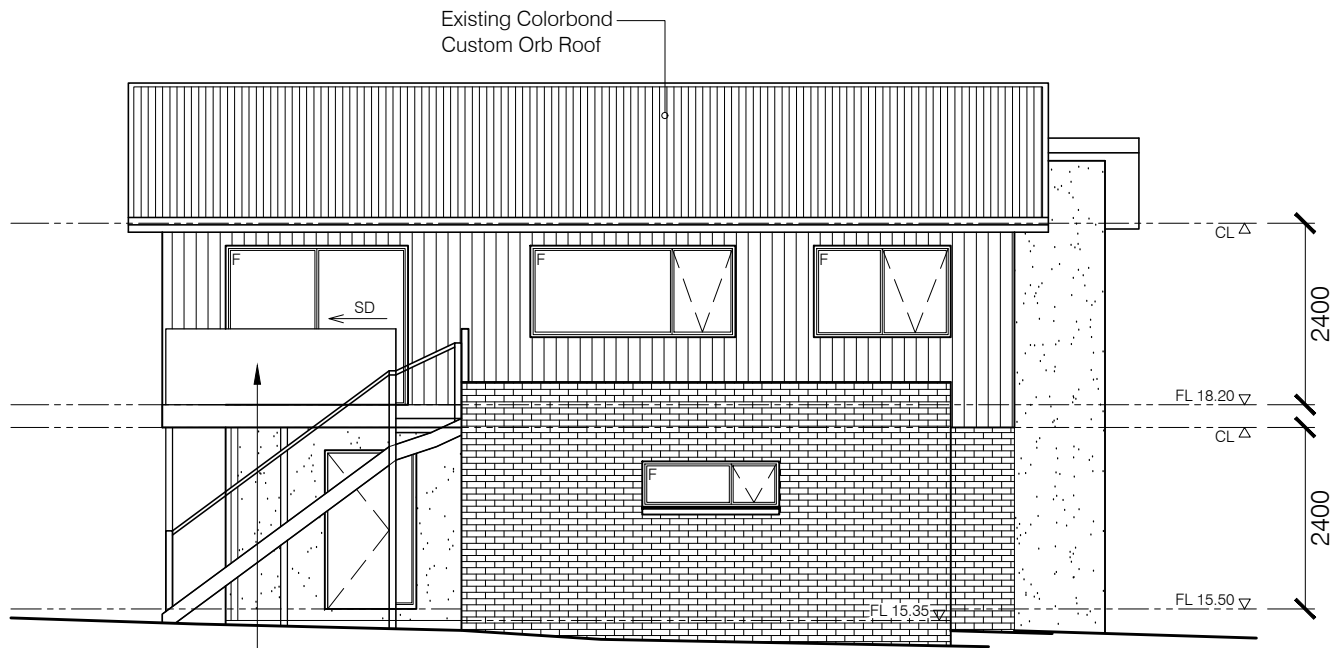 Existing Colorbond
Custom Orb Roof
CL
F
F
F
SD
2400
FL 18.20
CL
F
2400
FL 15.50
FL 15.35